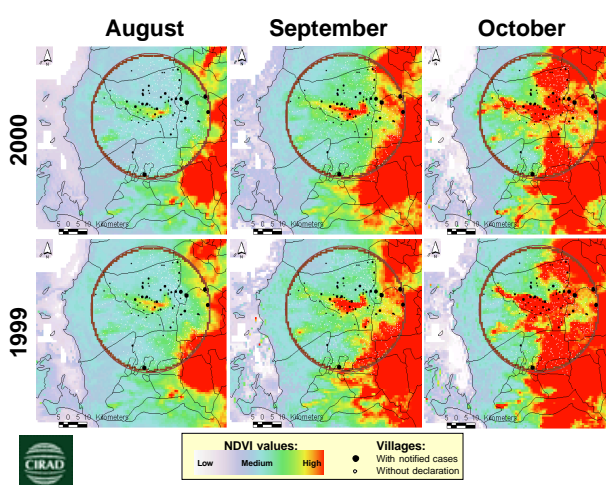 August September October
2000
5 0 5 10 Kilometers
5 0 5 10 Kilometers
5 0 5 10 Kilometers
1999
5 0 5 10 Kilometers
5 0 5 10 Kilometers
5 0 5 10 Kilometers
CIRAD
NDVI values:
Low Medium High
Villages:
With notified cases
Without declaration